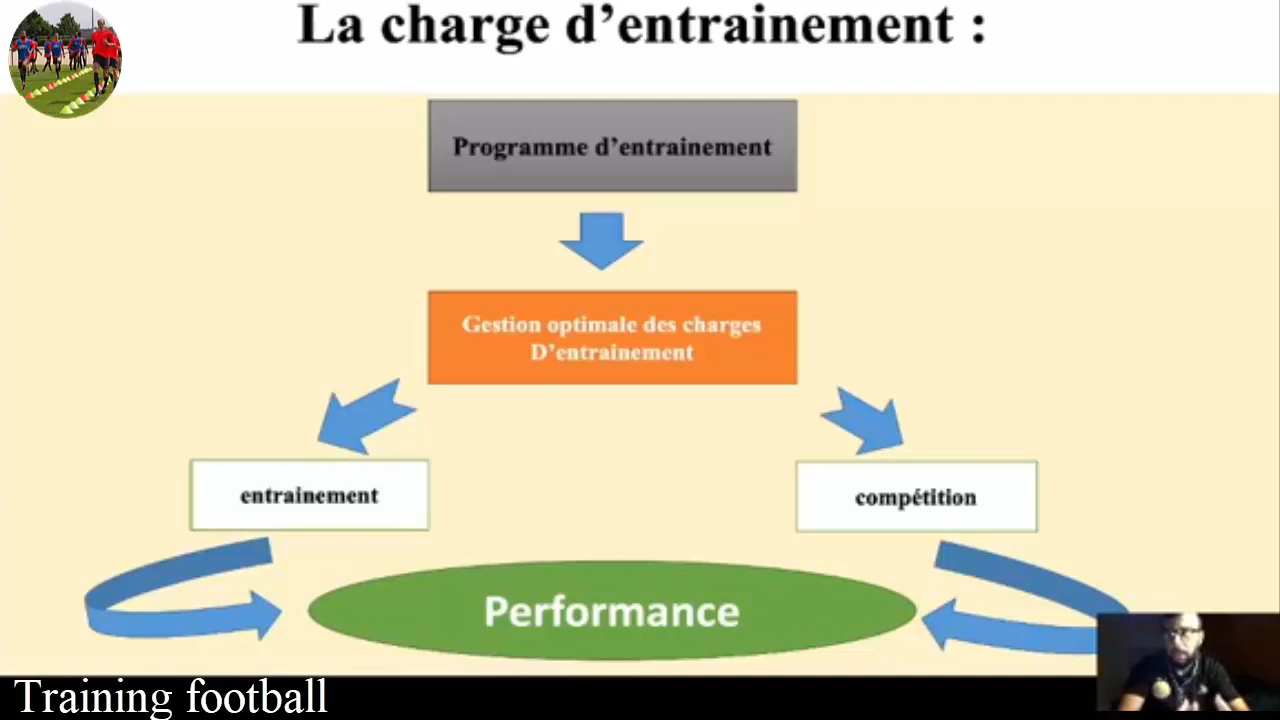 La charge d’entrainement :
Programme d’entrainement
Gestion optimale des charges
D’entrainement
entrainement
compétition
Performance
Training football